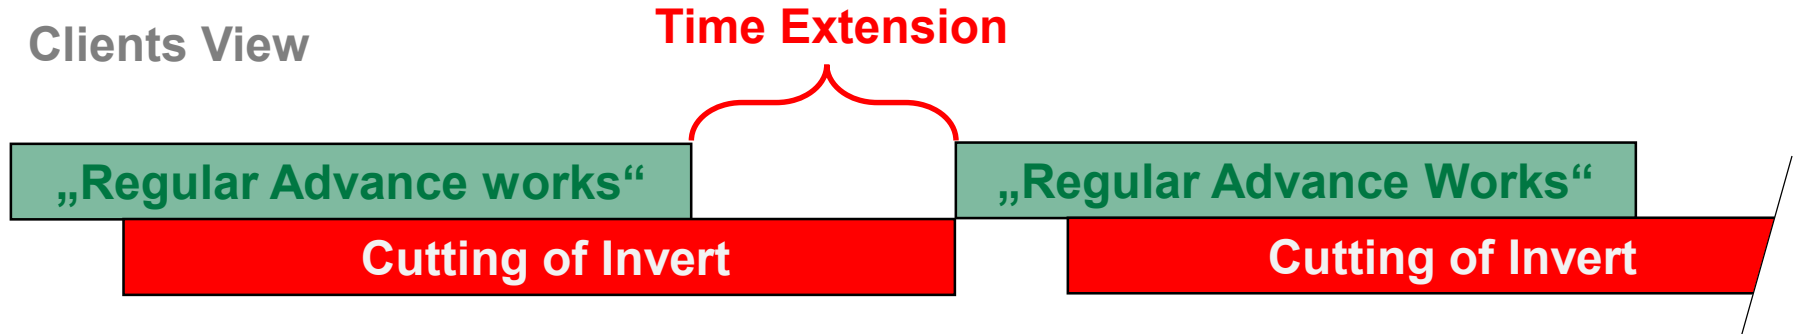 Time Extension
Clients View
„Regular Advance works“
„Regular Advance Works“
Cutting of Invert
Cutting of Invert